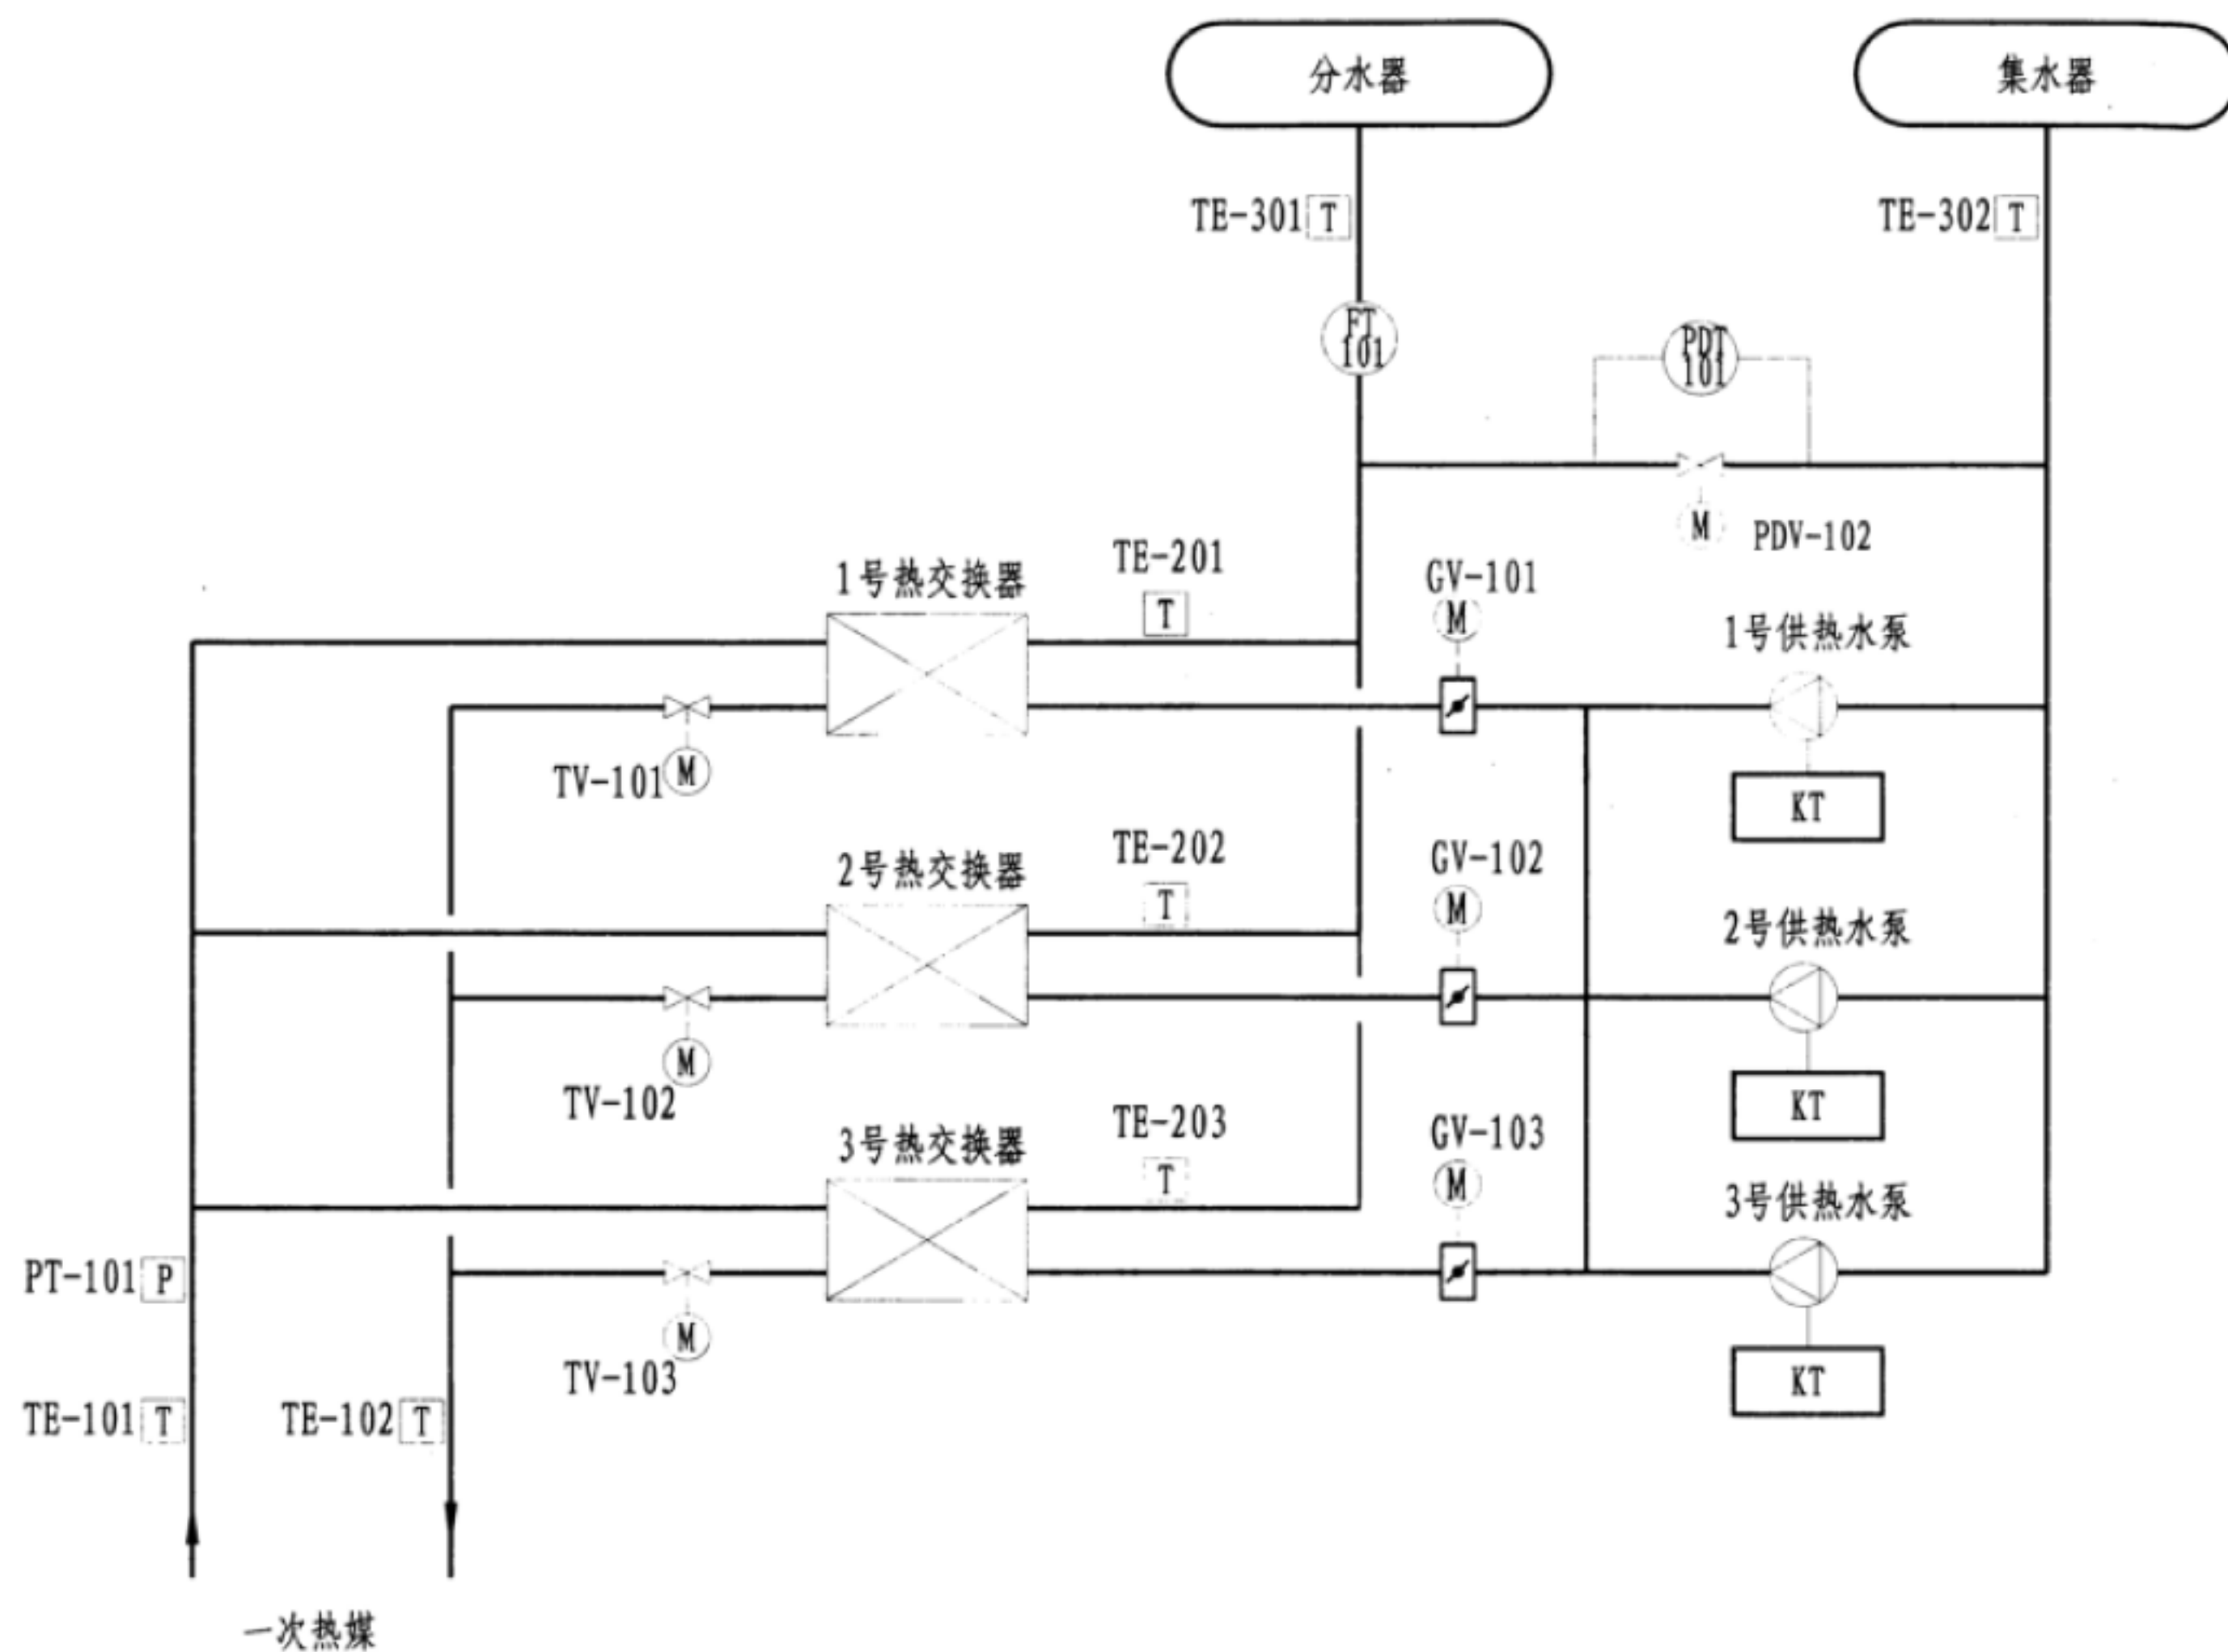 分水器
集水器
TE-301 T
TE-302 T
FT
101
PDT
101
M
PDV-102
TE-201
T
GV-101
M
1号热交换器
1号供热水泵
TV-101 M
KT
TE-202
T
GV-102
M
2号热交换器
2号供热水泵
M
TV-102
KT
TE-203
T
GV-103
M
3号热交换器
3号供热水泵
PT-101 P
M
TV-103
KT
TE-101 T
TE-102 T
一次热媒